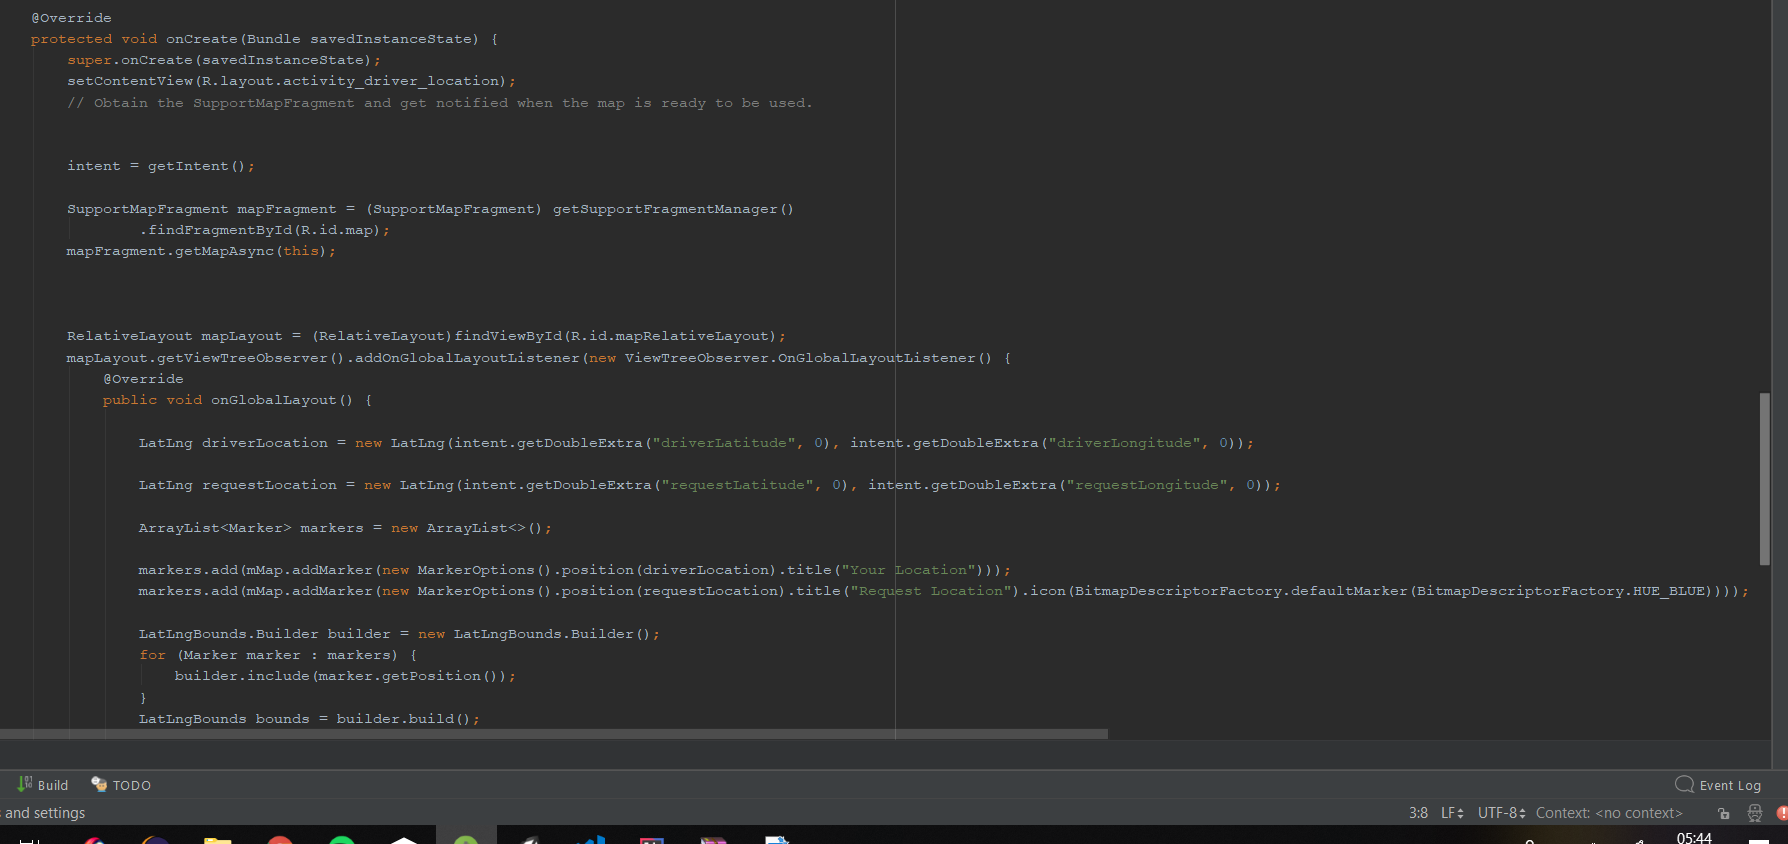 @Override
protected void onCreate(Bundle savedInstanceState) {
super.onCreate(savedInstanceState);
setContentView(R.layout.activity_driver_location);
// Obtain the SupportMapFragment and get notified when the map is ready to be used.
intent = getIntent();
SupportMapFragment mapFragment = (SupportMapFragment) getSupportFragmentManager()
.findFragmentById(R.id.map);
mapFragment.getMapAsync(this);
RelativeLayout mapLayout = (RelativeLayout)findViewById(R.id.mapRelativeLayout);
mapLayout.getViewTreeObserver().addOnGlobalLayoutListener(new ViewTreeObserver.OnGlobalLayoutListener() {
@Override
public void onGlobalLayout() {
LatLng driverLocation = new LatLng(intent.getDoubleExtra("driverLatitude", 0), intent.getDoubleExtra("driverLongitude", 0));
LatLng requestLocation = new LatLng(intent.getDoubleExtra("requestLatitude", 0), intent.getDoubleExtra("requestLongitude", 0));
ArrayList<Marker> markers = new ArrayList<>();
markers.add(mMap.addMarker(new MarkerOptions().position(driverLocation).title("Your Location")));
markers.add(mMap.addMarker(new MarkerOptions().position(requestLocation).title("Request Location").icon(BitmapDescriptorFactory.defaultMarker(BitmapDescriptorFactory.HUE_BLUE))));
LatLngBounds.Builder builder = new LatLngBounds.Builder();
for (Marker marker : markers) {
builder.include(marker.getPosition());
}
LatLngBounds bounds = builder.build();
Build TODO Event Log
and settings 3:8 LF UTF-8 Context: <no context>
05:44